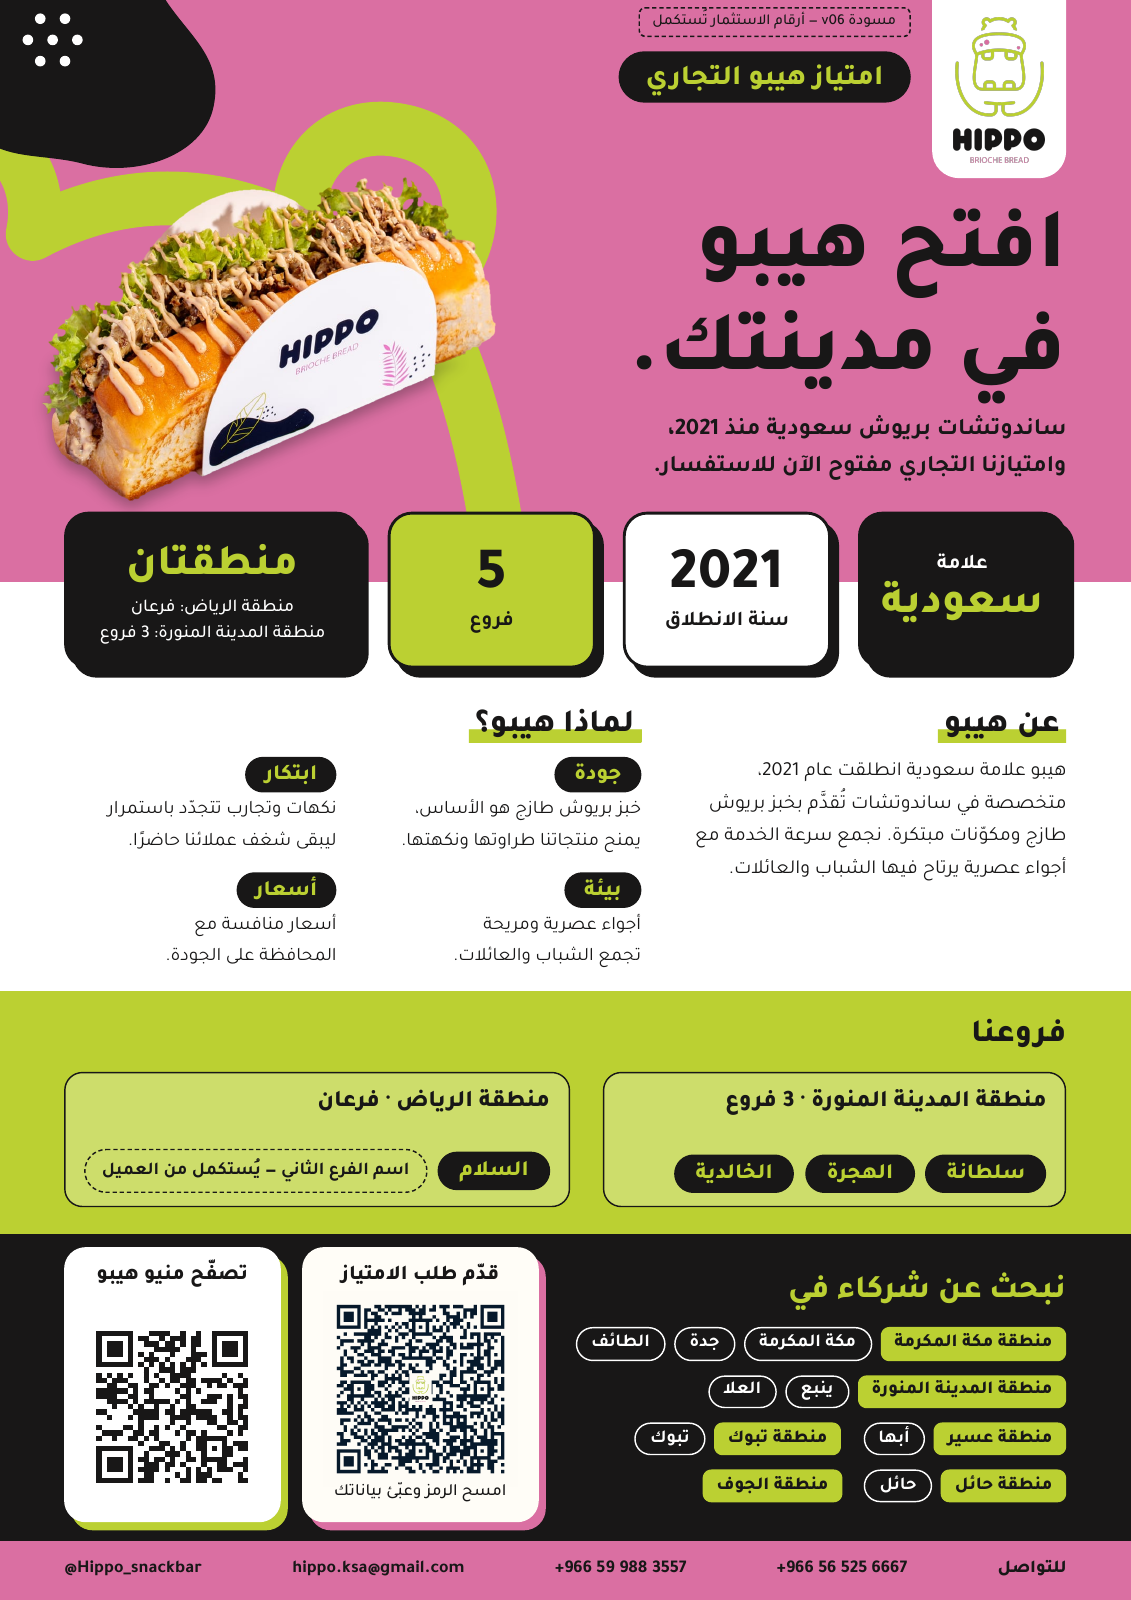 مسودة v06 – أرقام الاستثمار تُستكمل
امتياز هيبو التجاري
HIPPO
BRIOCHE BREAD
افتح هيبو
في مدينتك.
ساندوتشات بريوش سعودية منذ 2021،
وامتيازنا التجاري مفتوح الآن للاستفسار.
HIPPO
BRIOCHE BREAD
علامة
سعودية
2021
سنة الانطلاق
5
فروع
منطقتان
منطقة الرياض: فرعان
منطقة المدينة المنورة: 3 فروع
عن هيبو
هيبو علامة سعودية انطلقت عام 2021،
متخصصة في ساندوتشات تُقدَّم بخبز بريوش
طازج ومكوّنات مبتكرة. نجمع سرعة الخدمة مع
أجواء عصرية يرتاح فيها الشباب والعائلات.
لماذا هيبو؟
جودة
خبز بريوش طازج هو الأساس،
يمنح منتجاتنا طراوتها ونكهتها.
ابتكار
نكهات وتجارب تتجدّد باستمرار
ليبقى شغف عملائنا حاضرًا.
بيئة
أجواء عصرية ومريحة
تجمع الشباب والعائلات.
أسعار
أسعار منافسة مع
المحافظة على الجودة.
فروعنا
منطقة المدينة المنورة · 3 فروع
سلطانة
الهجرة
الخالدية
منطقة الرياض · فرعان
السلام
اسم الفرع الثاني – يُستكمل من العميل
نبحث عن شركاء في
منطقة مكة المكرمة
مكة المكرمة
جدة
الطائف
منطقة المدينة المنورة
ينبع
العلا
منطقة عسير
أبها
منطقة تبوك
تبوك
منطقة حائل
حائل
منطقة الجوف
قدّم طلب الامتياز
HIPPO
امسح الرمز وعبّئ بياناتك
تصفّح منيو هيبو
للتواصل
+966 56 525 6667
+966 59 988 3557
hippo.ksa@gmail.com
@Hippo_snackbar